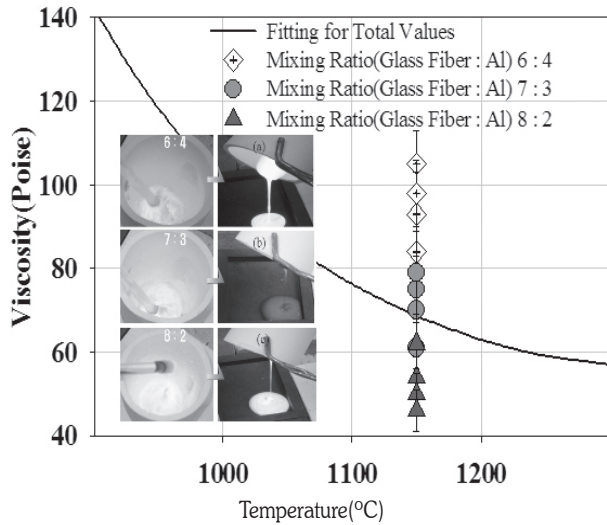 140
120
100
80
60
40
Viscosity(Poise)
Fitting for Total Values
Mixing Ratio(Glass Fiber : Al) 6 : 4
Mixing Ratio(Glass Fiber : Al) 7 : 3
Mixing Ratio(Glass Fiber : Al) 8 : 2
6:4
(a)
7:3
(b)
8:2
(c)
1000
1100
1200
Temperature(°C)